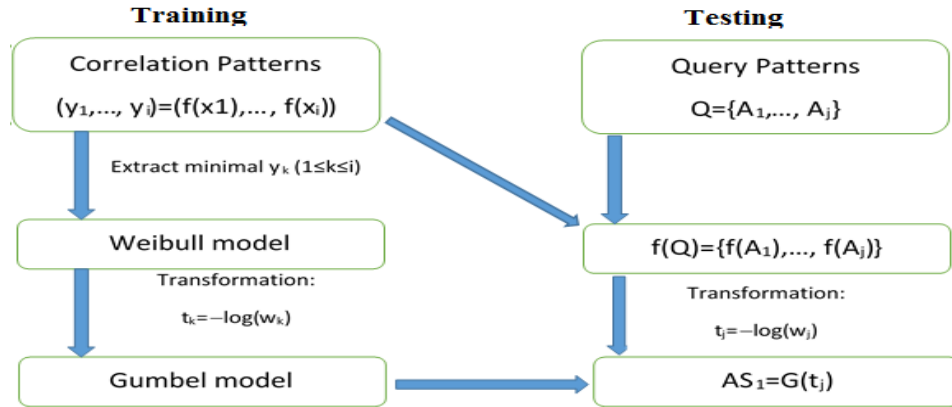 Training
Correlation Patterns
(y₁,..., yᵢ)=(f(x1),..., f(xᵢ))
Extract minimal yₖ (1≤k≤i)
Weibull model
Transformation:
tₖ=−log(wₖ)
Gumbel model
Testing
Query Patterns
Q={A₁,..., Aⱼ}
f(Q)={f(A₁),..., f(Aⱼ)}
Transformation:
tⱼ=−log(wⱼ)
AS₁=G(tⱼ)